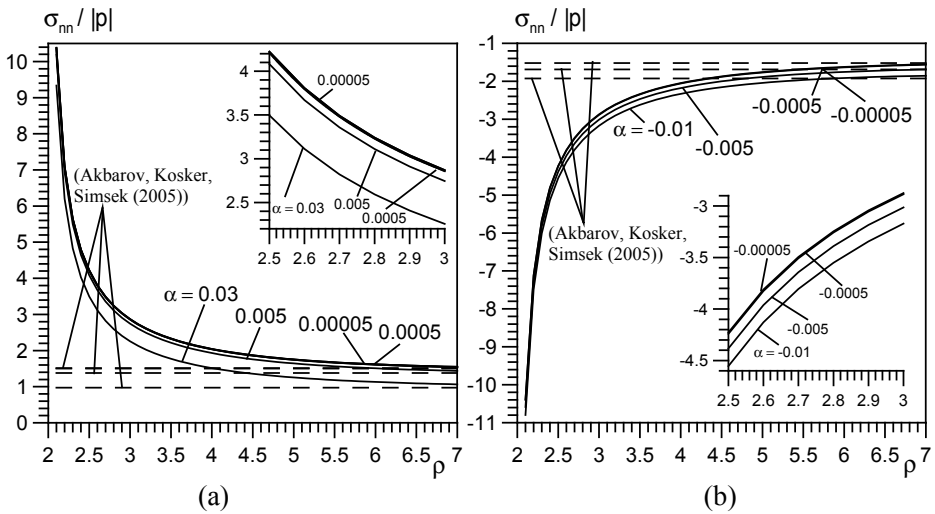 σnn / |p|
10
9
8
7
6
5
4
3
2
1
0
2 2.5 3 3.5 4 4.5 5 5.5 6 6.5 7
ρ
(Akbarov, Kosker,
Simsek (2005))
α = 0.03
0.005
0.00005
0.0005
4
3.5
3
2.5
2.5 2.6 2.7 2.8 2.9 3
0.00005
α = 0.03
0.005
0.0005
(a)
σnn / |p|
-1
-2
-3
-4
-5
-6
-7
-8
-9
-10
-11
2 2.5 3 3.5 4 4.5 5 5.5 6 6.5 7
ρ
-0.0005
-0.00005
α = -0.01
-0.005
(Akbarov, Kosker,
Simsek (2005))
-3
-3.5
-4
-4.5
2.5 2.6 2.7 2.8 2.9 3
-0.00005
-0.0005
-0.005
α = -0.01
(b)